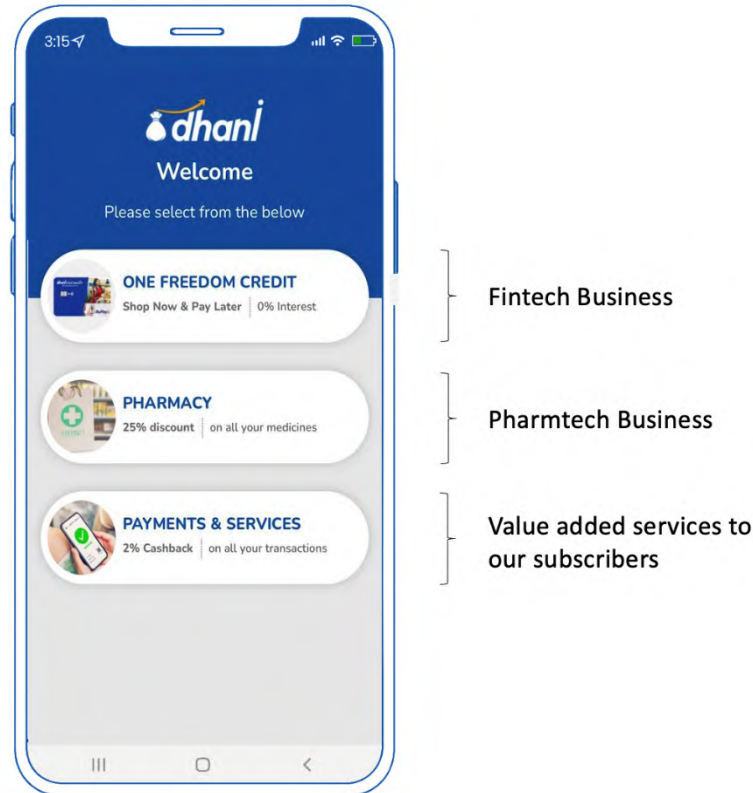 3:15
dhani
Welcome
Please select from the below
ONE FREEDOM CREDIT
Shop Now & Pay Later 0% Interest
Fintech Business
PHARMACY
25% discount on all your medicines
Pharmtech Business
PAYMENTS & SERVICES
2% Cashback on all your transactions
Value added services to
our subscribers